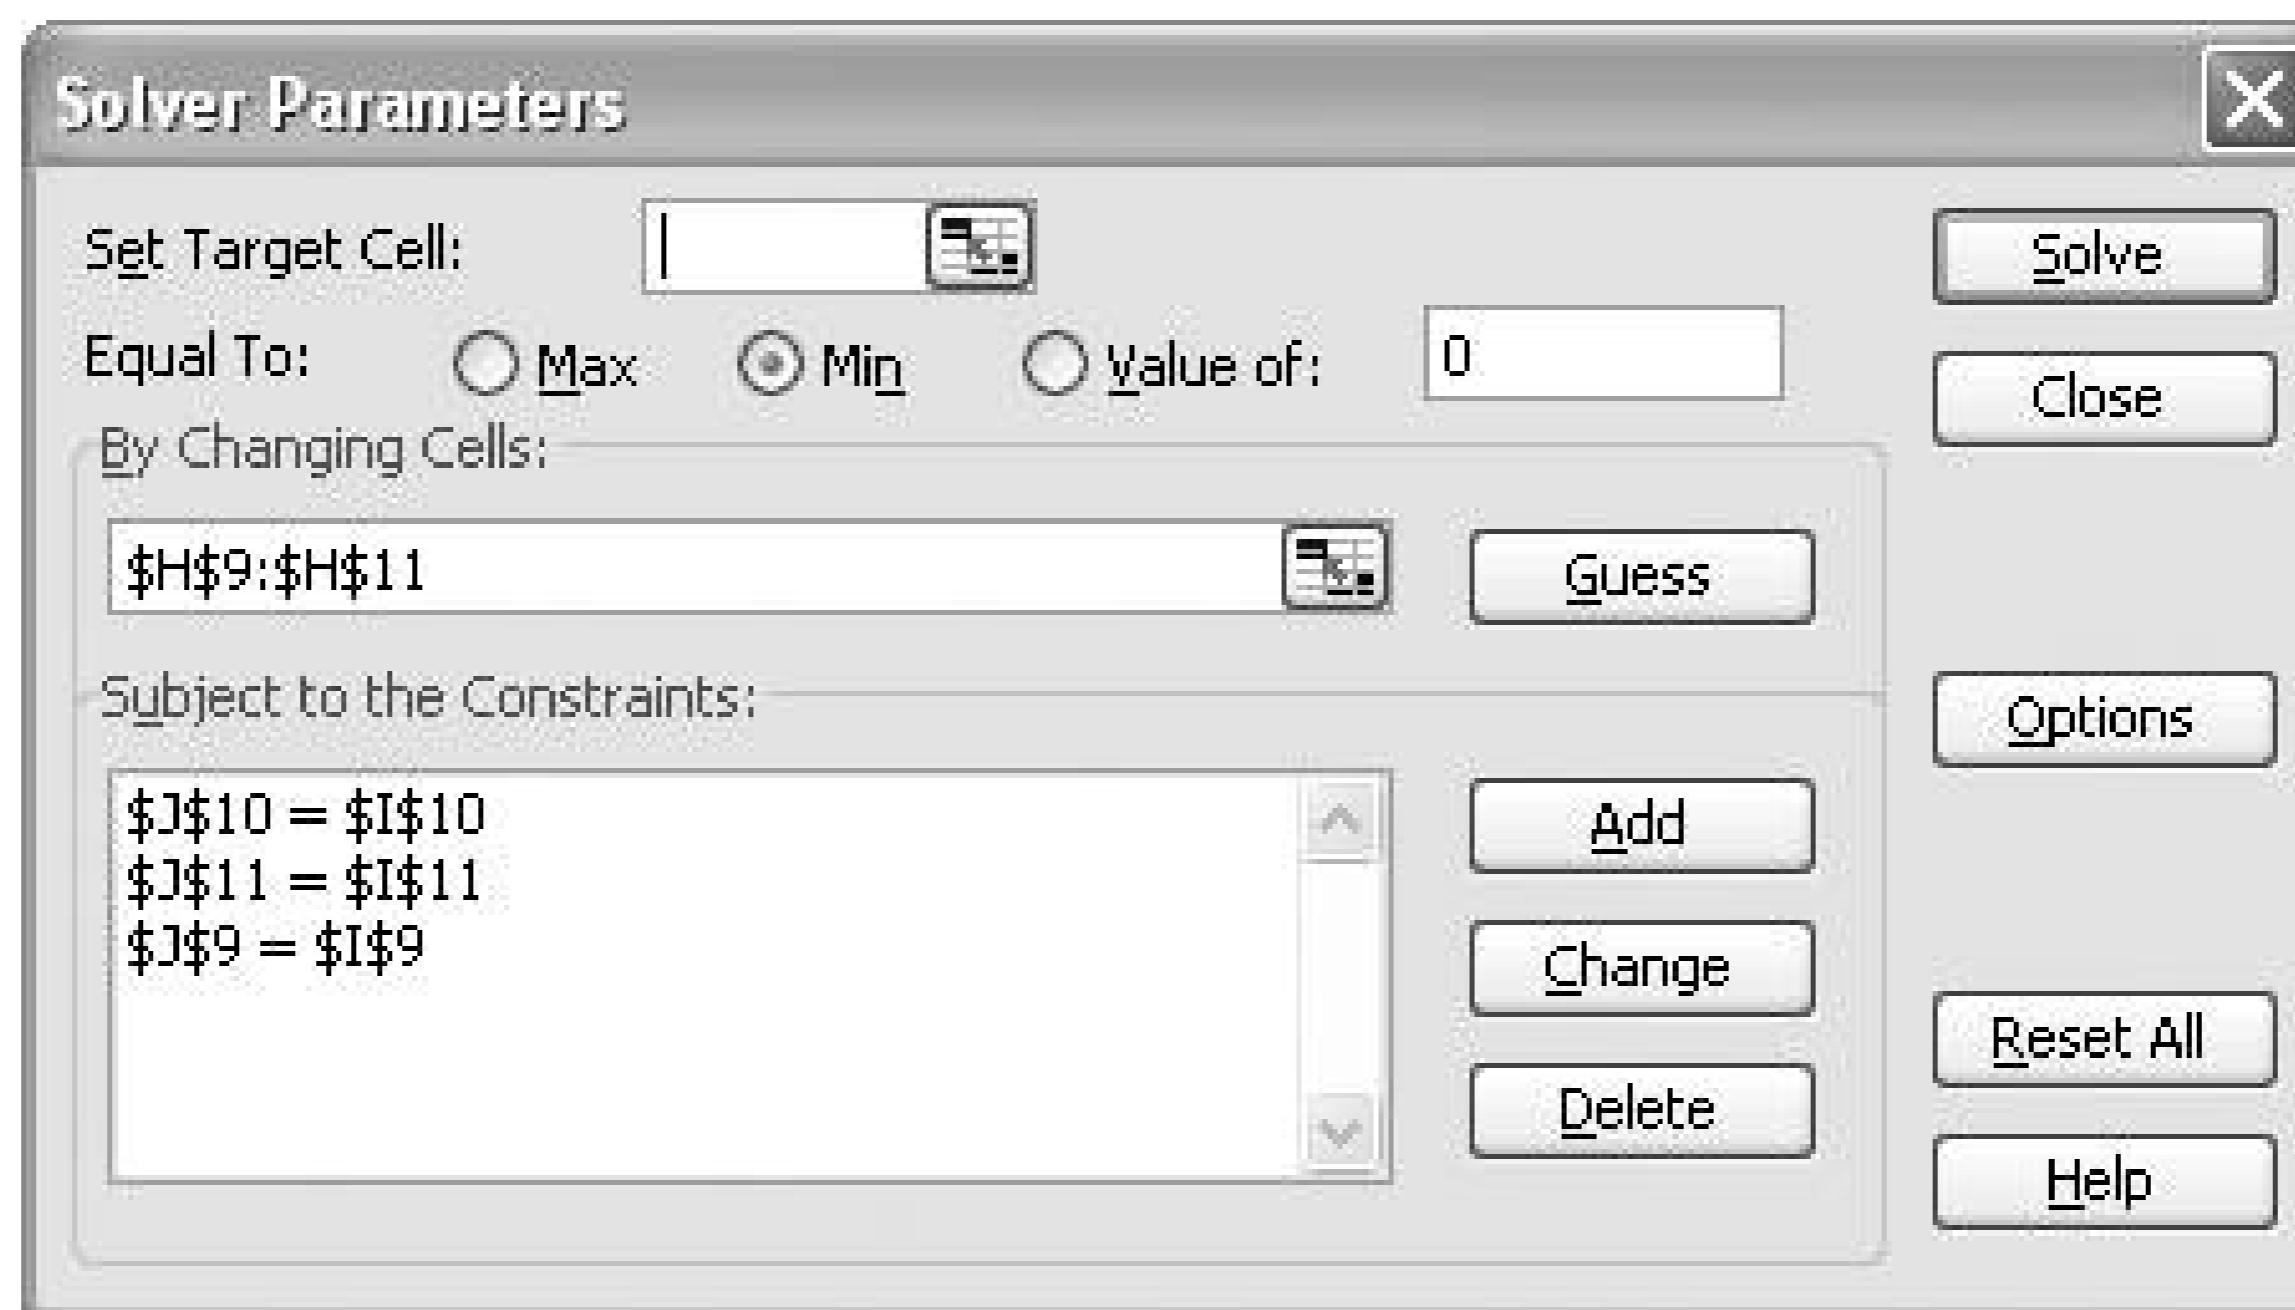 Solver Parameters
Set Target Cell:
Solve
Equal To:
Max
Min
Value of:
0
Close
By Changing Cells:
$H$9:$H$11
Guess
Subject to the Constraints:
Options
$J$10 = $I$10
$J$11 = $I$11
$J$9 = $I$9
Add
Change
Delete
Reset All
Help